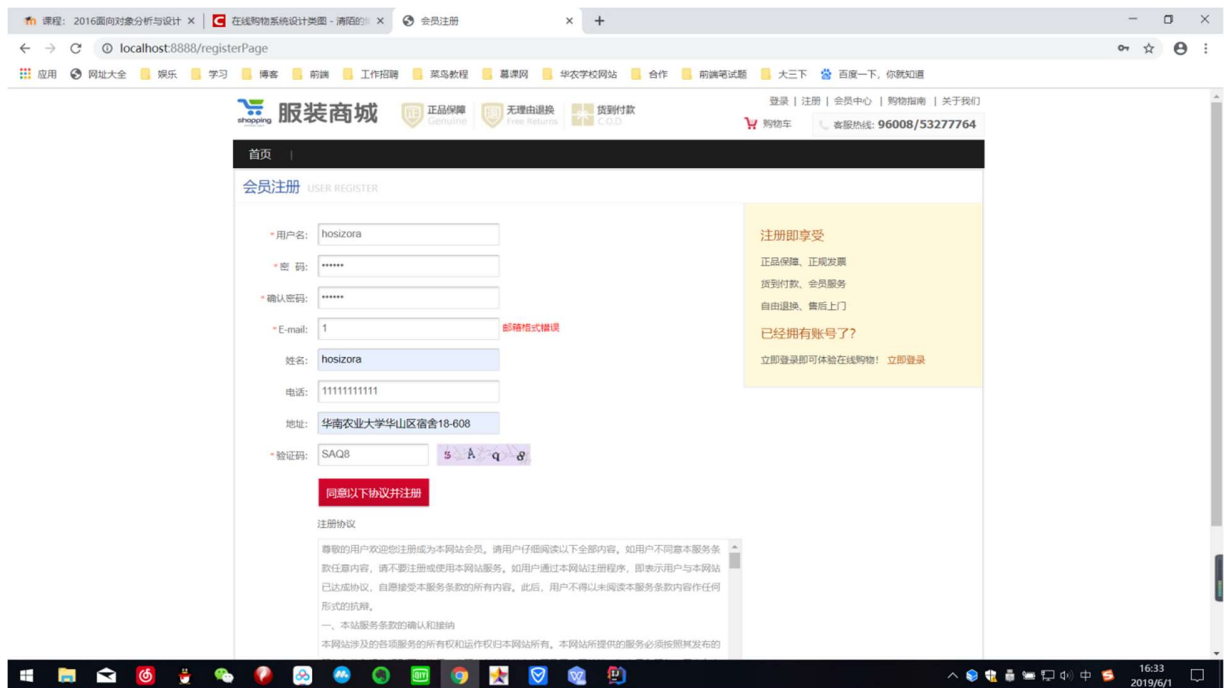 课程: 2016面向对象分析与设计
在线购物系统设计类图 - 清陌的
会员注册
localhost:8888/registerPage
应用 网址大全 娱乐 学习 博客 前端 工作招聘 菜鸟教程 慕课网 华农学校网站 合作 前端笔试题 大三下 百度一下，你就知道
登录 | 注册 | 会员中心 | 购物指南 | 关于我们
shopping 服装商城
正品保障 Genuine
无理由退换 Free Returns
货到付款 C.O.D
购物车
客服热线: 96008/53277764
首页 |
会员注册 USER REGISTER
*用户名: hosizora
*密 码: ••••••
*确认密码: ••••••
*E-mail: 1 邮箱格式错误
姓名: hosizora
电话: 11111111111
地址: 华南农业大学华山区宿舍18-608
*验证码: SAQ8 s A q 8
同意以下协议并注册
注册协议
尊敬的用户欢迎您注册成为本网站会员。请用户仔细阅读以下全部内容。如用户不同意本服务条
款任意内容，请不要注册或使用本网站服务。如用户通过本网站注册程序，即表示用户与本网站
已达成协议，自愿接受本服务条款的所有内容。此后，用户不得以未阅读本服务条款内容作任何
形式的抗辩。
一、本站服务条款的确认和接纳
本网站涉及的各项服务的所有权和运作权归本网站所有。本网站所提供的服务必须按照其发布的
注册即享受
正品保障、正规发票
货到付款、会员服务
自由退换、售后上门
已经拥有账号了?
立即登录即可体验在线购物! 立即登录
中
16:33
2019/6/1